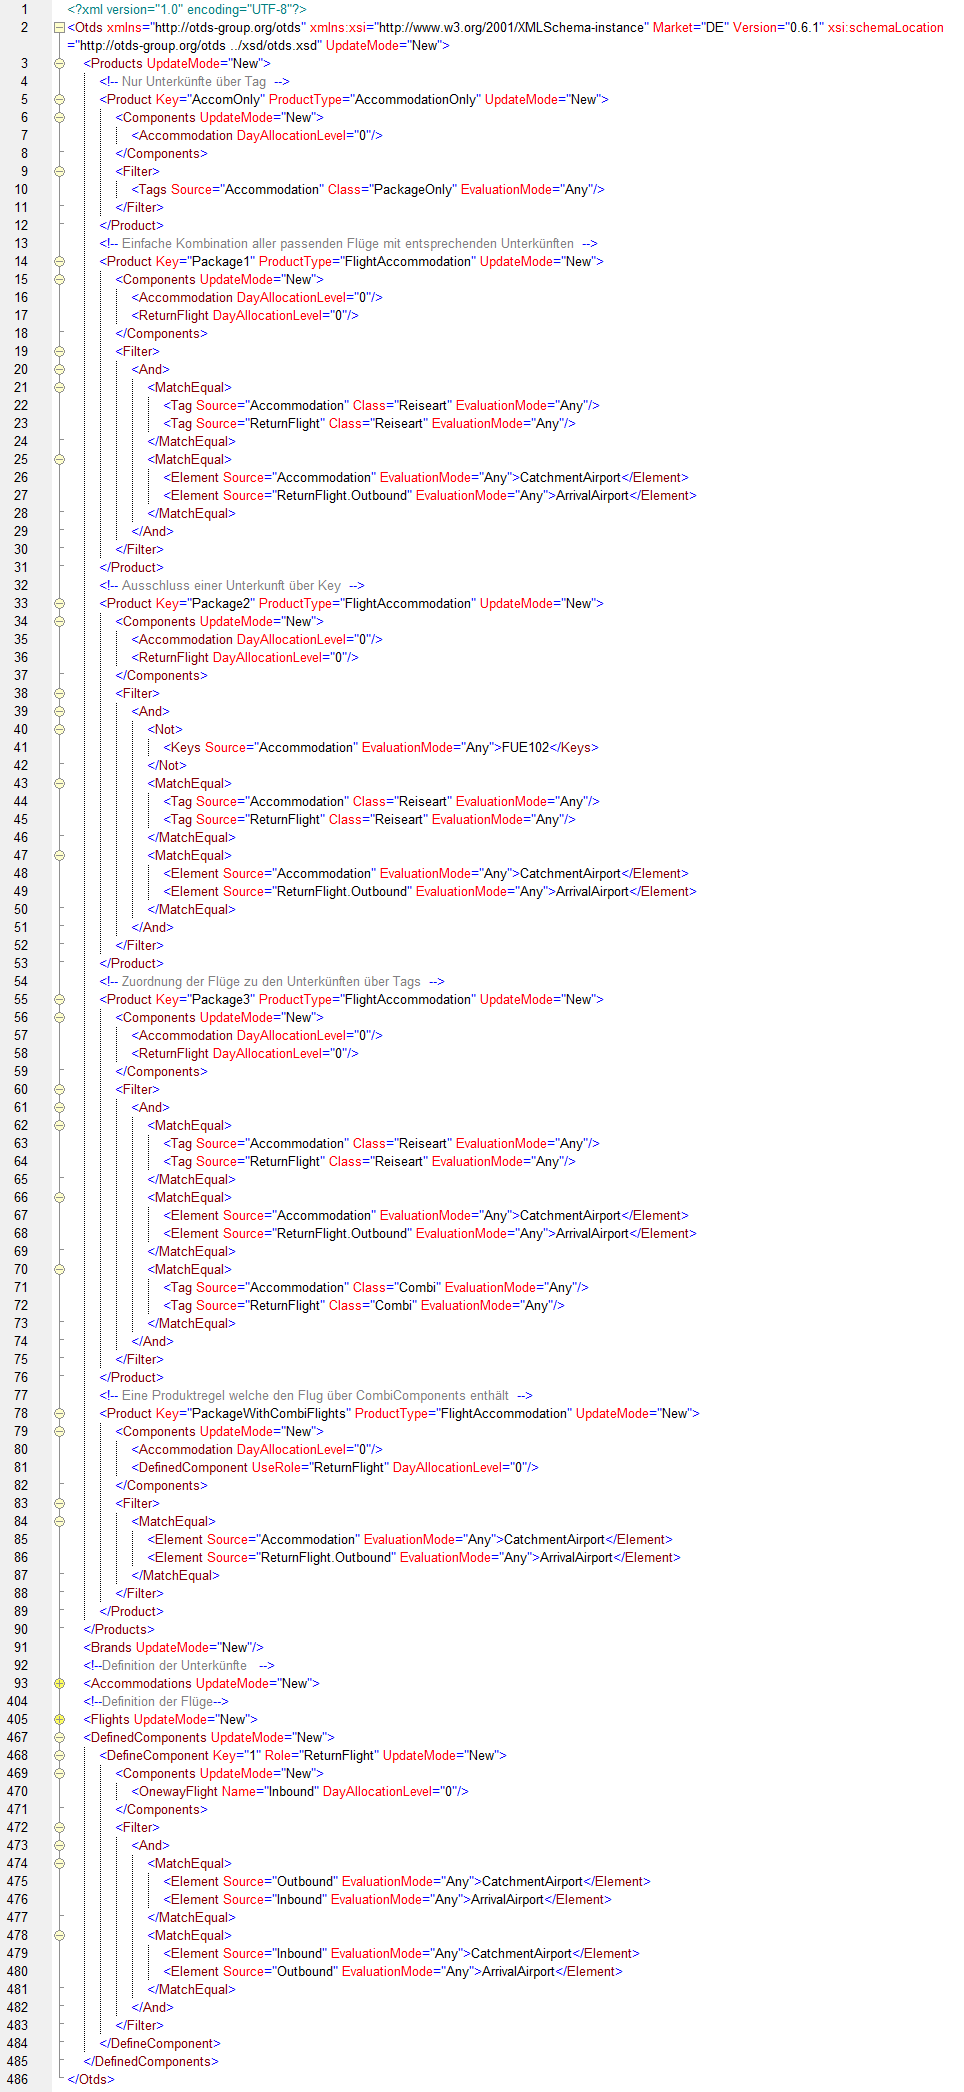 1 <?xml version="1.0" encoding="UTF-8"?>
2 <Otds xmlns="http://otds-group.org/otds" xmlns:xsi="http://www.w3.org/2001/XMLSchema-instance" Market="DE" Version="0.6.1" xsi:schemaLocation
="http://otds-group.org/otds ../xsd/otds.xsd" UpdateMode="New">
3 <Products UpdateMode="New">
4 <!-- Nur Unterkünfte über Tag -->
5 <Product Key="AccomOnly" ProductType="AccommodationOnly" UpdateMode="New">
6 <Components UpdateMode="New">
7 <Accommodation DayAllocationLevel="0"/>
8 </Components>
9 <Filter>
10 <Tags Source="Accommodation" Class="PackageOnly" EvaluationMode="Any"/>
11 </Filter>
12 </Product>
13 <!-- Einfache Kombination aller passenden Flüge mit entsprechenden Unterkünften -->
14 <Product Key="Package1" ProductType="FlightAccommodation" UpdateMode="New">
15 <Components UpdateMode="New">
16 <Accommodation DayAllocationLevel="0"/>
17 <ReturnFlight DayAllocationLevel="0"/>
18 </Components>
19 <Filter>
20 <And>
21 <MatchEqual>
22 <Tag Source="Accommodation" Class="Reiseart" EvaluationMode="Any"/>
23 <Tag Source="ReturnFlight" Class="Reiseart" EvaluationMode="Any"/>
24 </MatchEqual>
25 <MatchEqual>
26 <Element Source="Accommodation" EvaluationMode="Any">CatchmentAirport</Element>
27 <Element Source="ReturnFlight.Outbound" EvaluationMode="Any">ArrivalAirport</Element>
28 </MatchEqual>
29 </And>
30 </Filter>
31 </Product>
32 <!-- Ausschluss einer Unterkunft über Key -->
33 <Product Key="Package2" ProductType="FlightAccommodation" UpdateMode="New">
34 <Components UpdateMode="New">
35 <Accommodation DayAllocationLevel="0"/>
36 <ReturnFlight DayAllocationLevel="0"/>
37 </Components>
38 <Filter>
39 <And>
40 <Not>
41 <Keys Source="Accommodation" EvaluationMode="Any">FUE102</Keys>
42 </Not>
43 <MatchEqual>
44 <Tag Source="Accommodation" Class="Reiseart" EvaluationMode="Any"/>
45 <Tag Source="ReturnFlight" Class="Reiseart" EvaluationMode="Any"/>
46 </MatchEqual>
47 <MatchEqual>
48 <Element Source="Accommodation" EvaluationMode="Any">CatchmentAirport</Element>
49 <Element Source="ReturnFlight.Outbound" EvaluationMode="Any">ArrivalAirport</Element>
50 </MatchEqual>
51 </And>
52 </Filter>
53 </Product>
54 <!-- Zuordnung der Flüge zu den Unterkünften über Tags -->
55 <Product Key="Package3" ProductType="FlightAccommodation" UpdateMode="New">
56 <Components UpdateMode="New">
57 <Accommodation DayAllocationLevel="0"/>
58 <ReturnFlight DayAllocationLevel="0"/>
59 </Components>
60 <Filter>
61 <And>
62 <MatchEqual>
63 <Tag Source="Accommodation" Class="Reiseart" EvaluationMode="Any"/>
64 <Tag Source="ReturnFlight" Class="Reiseart" EvaluationMode="Any"/>
65 </MatchEqual>
66 <MatchEqual>
67 <Element Source="Accommodation" EvaluationMode="Any">CatchmentAirport</Element>
68 <Element Source="ReturnFlight.Outbound" EvaluationMode="Any">ArrivalAirport</Element>
69 </MatchEqual>
70 <MatchEqual>
71 <Tag Source="Accommodation" Class="Combi" EvaluationMode="Any"/>
72 <Tag Source="ReturnFlight" Class="Combi" EvaluationMode="Any"/>
73 </MatchEqual>
74 </And>
75 </Filter>
76 </Product>
77 <!-- Eine Produktregel welche den Flug über CombiComponents enthält -->
78 <Product Key="PackageWithCombiFlights" ProductType="FlightAccommodation" UpdateMode="New">
79 <Components UpdateMode="New">
80 <Accommodation DayAllocationLevel="0"/>
81 <DefinedComponent UseRole="ReturnFlight" DayAllocationLevel="0"/>
82 </Components>
83 <Filter>
84 <MatchEqual>
85 <Element Source="Accommodation" EvaluationMode="Any">CatchmentAirport</Element>
86 <Element Source="ReturnFlight.Outbound" EvaluationMode="Any">ArrivalAirport</Element>
87 </MatchEqual>
88 </Filter>
89 </Product>
90 </Products>
91 <Brands UpdateMode="New"/>
92 <!--Definition der Unterkünfte -->
93 <Accommodations UpdateMode="New">
404 <!--Definition der Flüge-->
405 <Flights UpdateMode="New">
467 <DefinedComponents UpdateMode="New">
468 <DefineComponent Key="1" Role="ReturnFlight" UpdateMode="New">
469 <Components UpdateMode="New">
470 <OnewayFlight Name="Inbound" DayAllocationLevel="0"/>
471 </Components>
472 <Filter>
473 <And>
474 <MatchEqual>
475 <Element Source="Outbound" EvaluationMode="Any">CatchmentAirport</Element>
476 <Element Source="Inbound" EvaluationMode="Any">ArrivalAirport</Element>
477 </MatchEqual>
478 <MatchEqual>
479 <Element Source="Inbound" EvaluationMode="Any">CatchmentAirport</Element>
480 <Element Source="Outbound" EvaluationMode="Any">ArrivalAirport</Element>
481 </MatchEqual>
482 </And>
483 </Filter>
484 </DefineComponent>
485 </DefinedComponents>
486 </Otds>